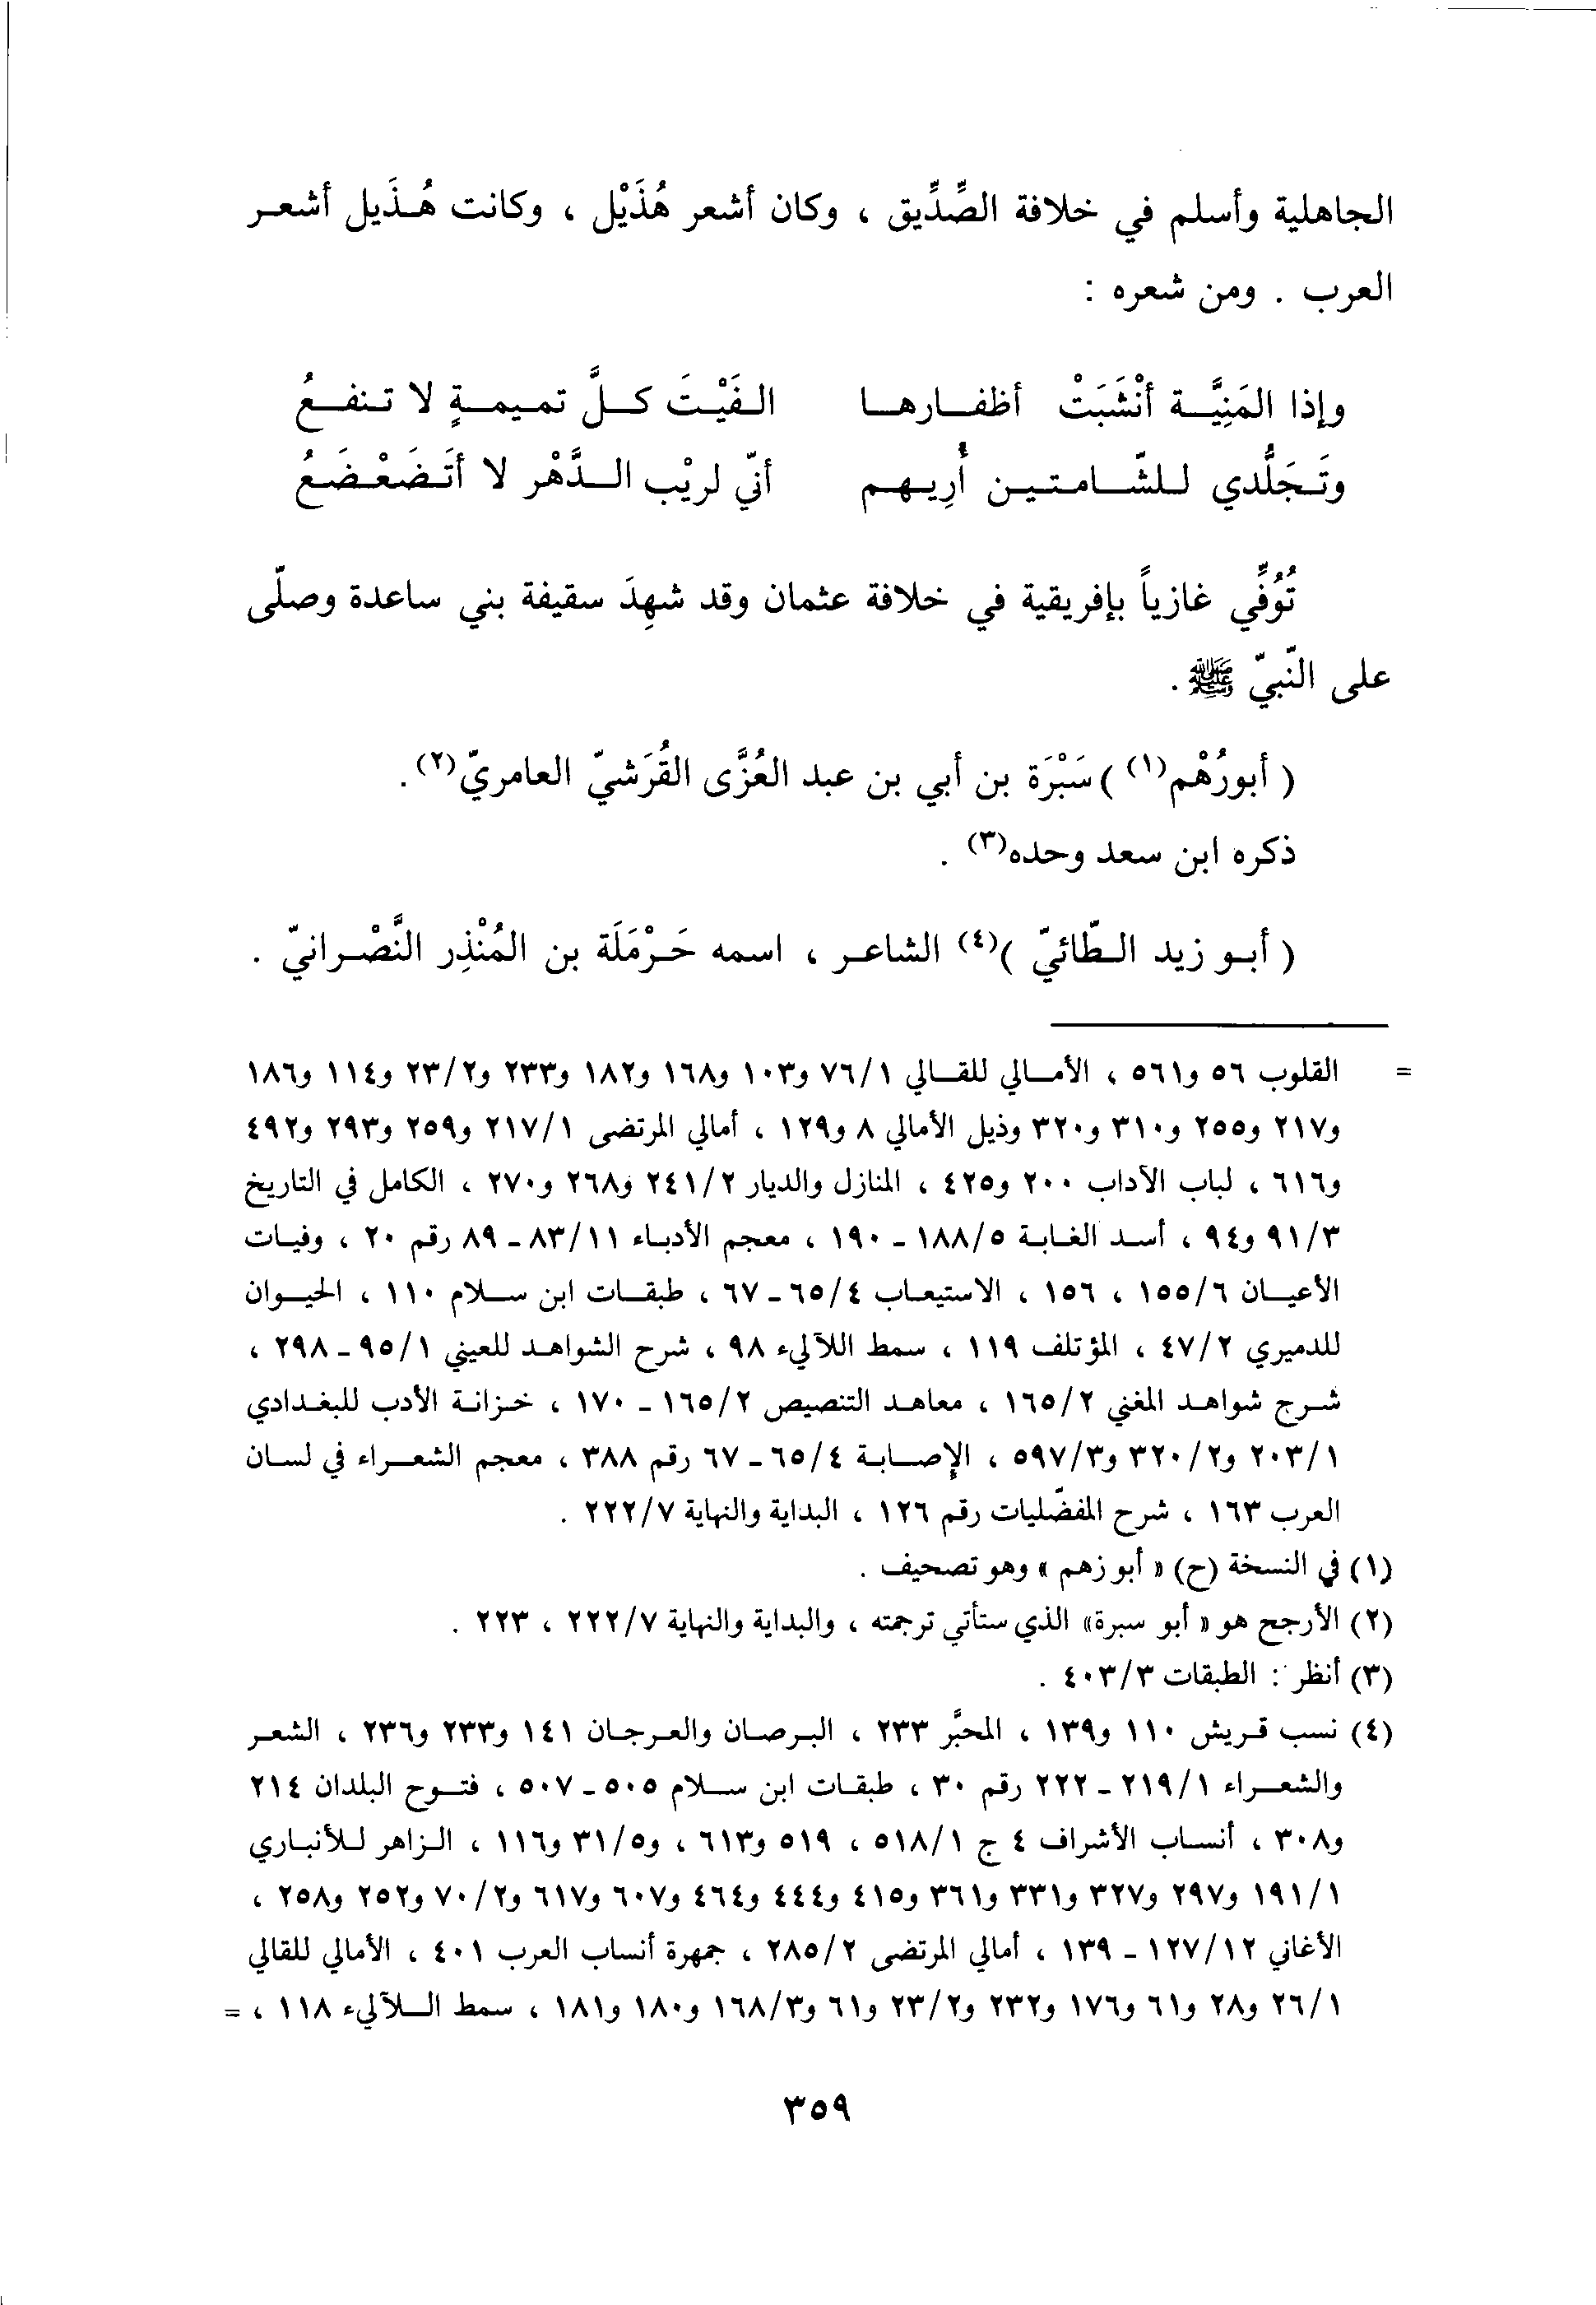 الجاهلية وأسلم في خلافة الصِّدِّيق ، وكان أشعر هُذَيْل ، وكانت هُذَيل أشعر
العرب . ومن شعره :
وإذا المَنِيَّة أنْشَبَتْ أظفارها الفَيْتَ كلَّ تميمةٍ لا تنفعُ
وتَجَلُّدي للشّامتين أُرِيهم أنّي لريْب الدَّهْر لا أتَضَعْضَعُ
تُوُفِّي غازياً بإفريقية في خلافة عثمان وقد شهِدَ سقيفة بني ساعدة وصلّى
على النّبيّ ﷺ .
( أبورُهْم(١) ) سَبْرَة بن أبي بن عبد العُزَّى القُرَشيّ العامريّ(٢) .
ذكره ابن سعد وحده(٣) .
( أبو زيد الطّائيّ )(٤) الشاعر ، اسمه حَرْمَلَة بن المُنْذِر النَّصْرانيّ .
= القلوب ٥٦ و٥٦١ ، الأمالي للقالي ٧٦/١ و١٠٣ و١٦٨ و١٨٢ و٢٣٣ و٢٣/٢ و١١٤ و١٨٦
و٢١٧ و٢٥٥ و٣١٠ و٣٢٠ وذيل الأمالي ٨ و١٢٩ ، أمالي المرتضى ٢١٧/١ و٢٥٩ و٢٩٣ و٤٩٢
و٦١٦ ، لباب الآداب ٢٠٠ و٤٢٥ ، المنازل والديار ٢٤١/٢ و٢٦٨ و٢٧٠ ، الكامل في التاريخ
٩١/٣ و٩٤ ، أسد الغابة ١٨٨/٥ - ١٩٠ ، معجم الأدباء ٨٣/١١ - ٨٩ رقم ٢٠ ، وفيات
الأعيان ١٥٥/٦ ، ١٥٦ ، الاستيعاب ٦٥/٤ - ٦٧ ، طبقات ابن سلام ١١٠ ، الحيوان
للدميري ٤٧/٢ ، المؤتلف ١١٩ ، سمط اللآليء ٩٨ ، شرح الشواهد للعيني ٩٥/١ - ٢٩٨ ،
شرح شواهد المغني ١٦٥/٢ ، معاهد التنصيص ١٦٥/٢ - ١٧٠ ، خزانة الأدب للبغدادي
٢٠٣/١ و٣٢٠/٢ و٥٩٧/٣ ، الإصابة ٦٥/٤ - ٦٧ رقم ٣٨٨ ، معجم الشعراء في لسان
العرب ١٦٣ ، شرح المفضّليات رقم ١٢٦ ، البداية والنهاية ٢٢٢/٧ .
(١) في النسخة (ح) « أبو زهم » وهو تصحيف .
(٢) الأرجح هو « أبو سبرة» الذي ستأتي ترجمته ، والبداية والنهاية ٢٢٢/٧ ، ٢٢٣ .
(٣) أنظر : الطبقات ٤٠٣/٣ .
(٤) نسب قريش ١١٠ و١٣٩ ، المحبَّر ٢٣٣ ، البرصان والعرجان ١٤١ و٢٣٣ و٢٣٦ ، الشعر
والشعراء ٢١٩/١ - ٢٢٢ رقم ٣٠ ، طبقات ابن سلام ٥٠٥ - ٥٠٧ ، فتوح البلدان ٢١٤
و٣٠٨ ، أنساب الأشراف ٤ ج ٥١٨/١ ، ٥١٩ و٦١٣ ، و٣١/٥ و١١٦ ، الزاهر للأنباري
١٩١/١ و٢٩٧ و٣٢٧ و٣٣١ و٣٦١ و٤١٥ و٤٤٤ و٤٦٤ و٦٠٧ و٦١٧ و٧٠/٢ و٢٥٢ و٢٥٨ ،
الأغاني ١٢٧/١٢ - ١٣٩ ، أمالي المرتضى ٢٨٥/٢ ، جمهرة أنساب العرب ٤٠١ ، الأمالي للقالي
٢٦/١ و٢٨ و٦١ و١٧٦ و٢٣٢ و٢٣/٢ و٦١ و١٦٨/٣ و١٨٠ و١٨١ ، سمط اللآليء ١١٨ ، =
٣٥٩